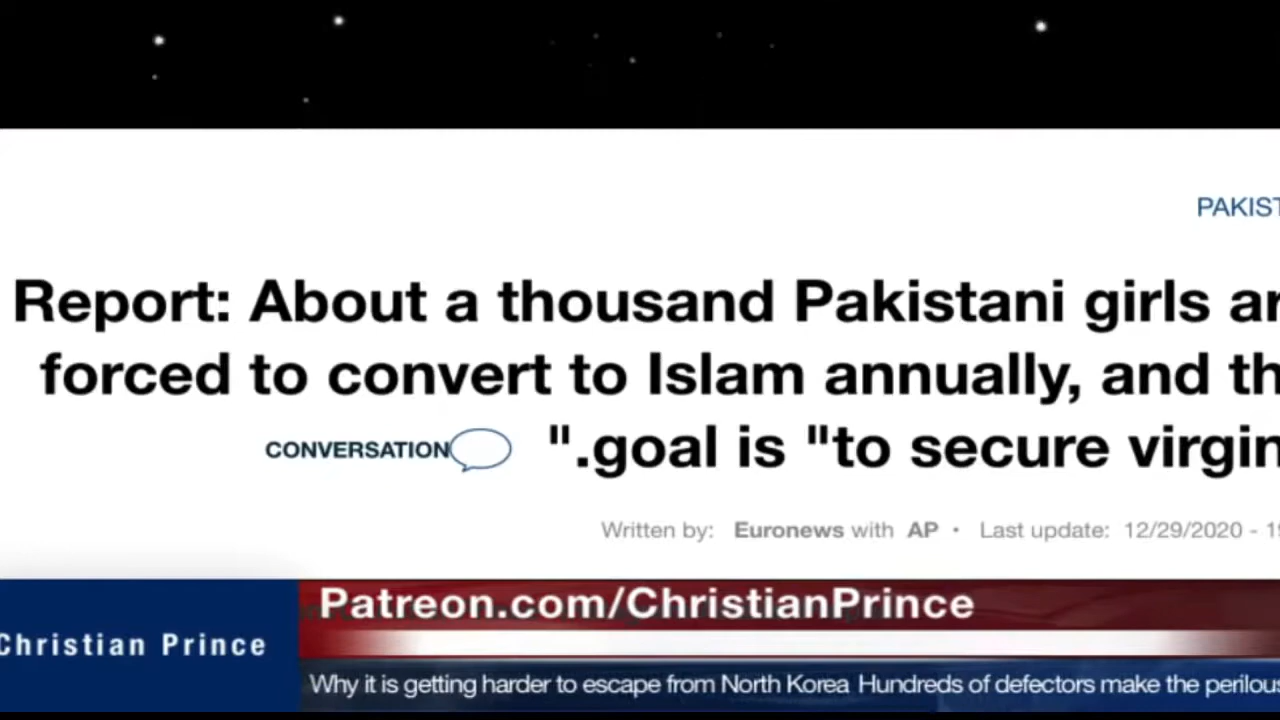 PAKIST
Report: About a thousand Pakistani girls ar
forced to convert to Islam annually, and th
".goal is "to secure virgin
CONVERSATION
Written by: Euronews with AP · Last update: 12/29/2020 - 1
Patreon.com/ChristianPrince
Christian Prince
Why it is getting harder to escape from North Korea Hundreds of defectors make the perilous